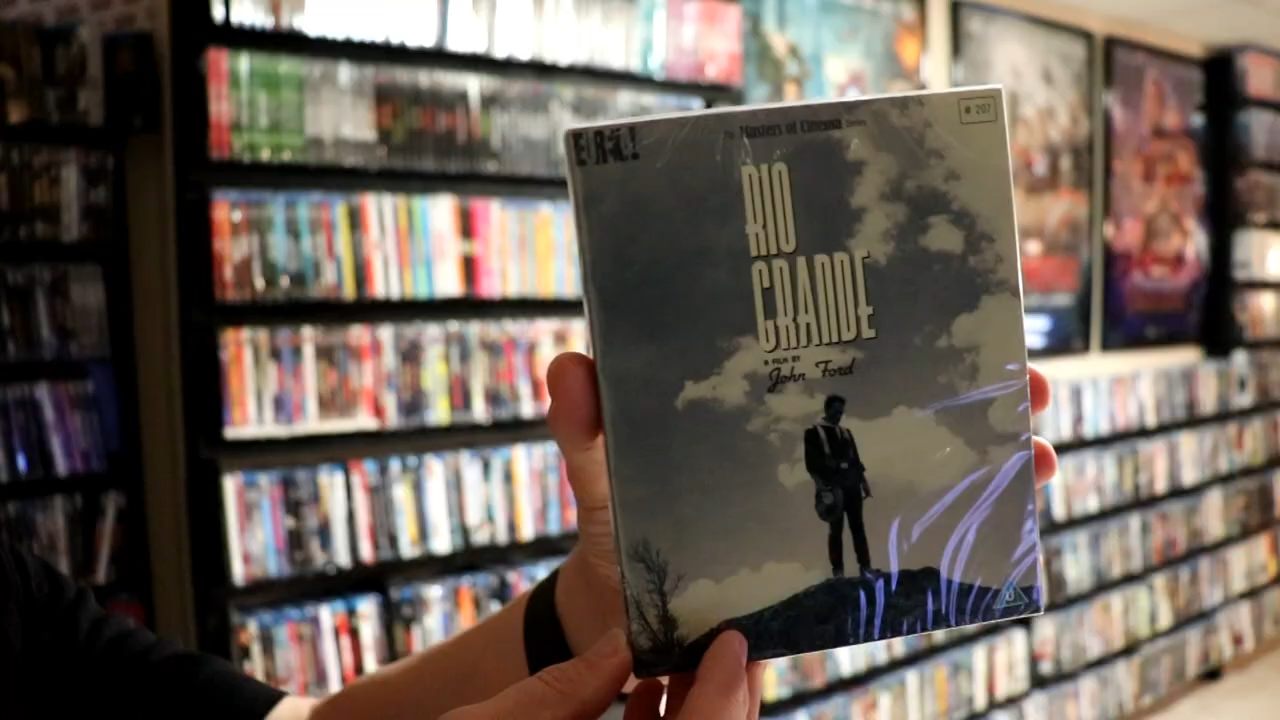 EUREKA!
The Masters of Cinema Series
# 207
RIO
GRANDE
A FILM BY
John Ford
U